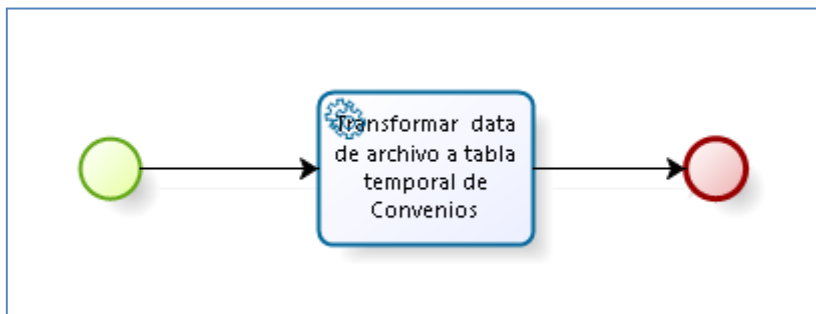 Transformar data
de archivo a tabla
temporal de
Convenios